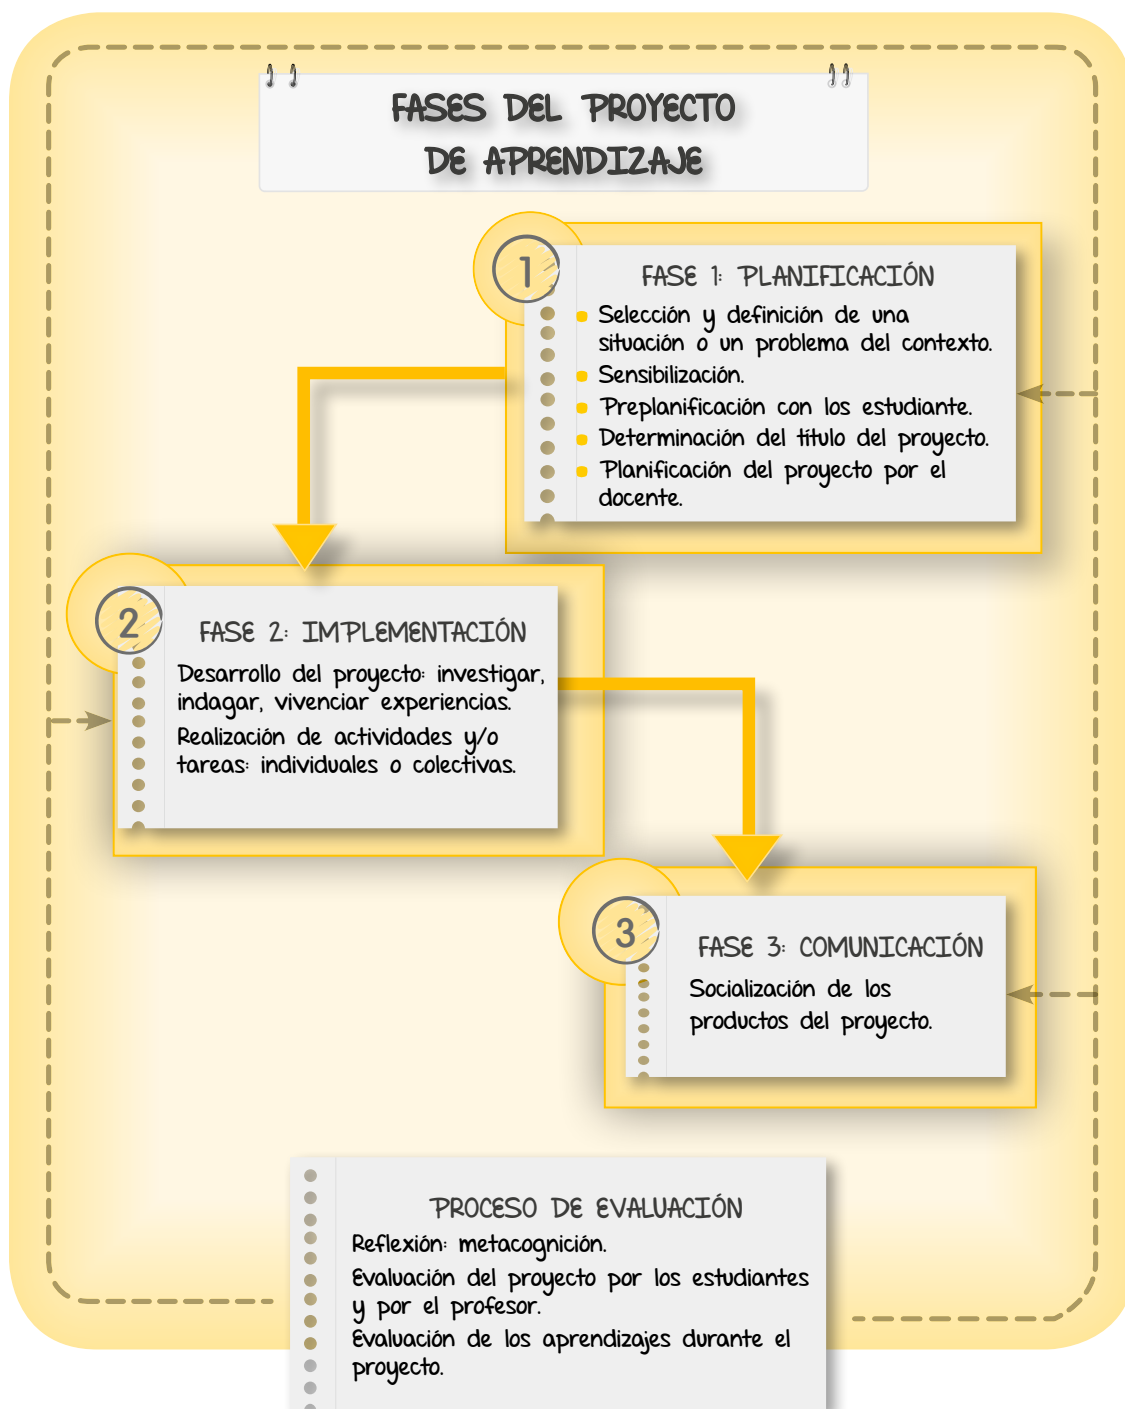 FASES DEL PROYECTO
DE APRENDIZAJE
1
FASE 1: PLANIFICACIÓN
Selección y definición de una
situación o un problema del contexto.
Sensibilización.
Preplanificación con los estudiante.
Determinación del título del proyecto.
Planificación del proyecto por el
docente.
2
FASE 2: IMPLEMENTACIÓN
Desarrollo del proyecto: investigar,
indagar, vivenciar experiencias.
Realización de actividades y/o
tareas: individuales o colectivas.
3
FASE 3: COMUNICACIÓN
Socialización de los
productos del proyecto.
PROCESO DE EVALUACIÓN
Reflexión: metacognición.
Evaluación del proyecto por los estudiantes
y por el profesor.
Evaluación de los aprendizajes durante el
proyecto.